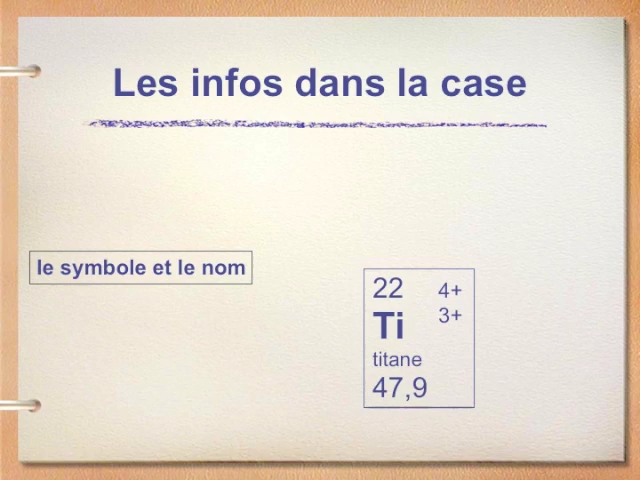 Les infos dans la case
le symbole et le nom
22 4+
3+
Ti
titane
47,9